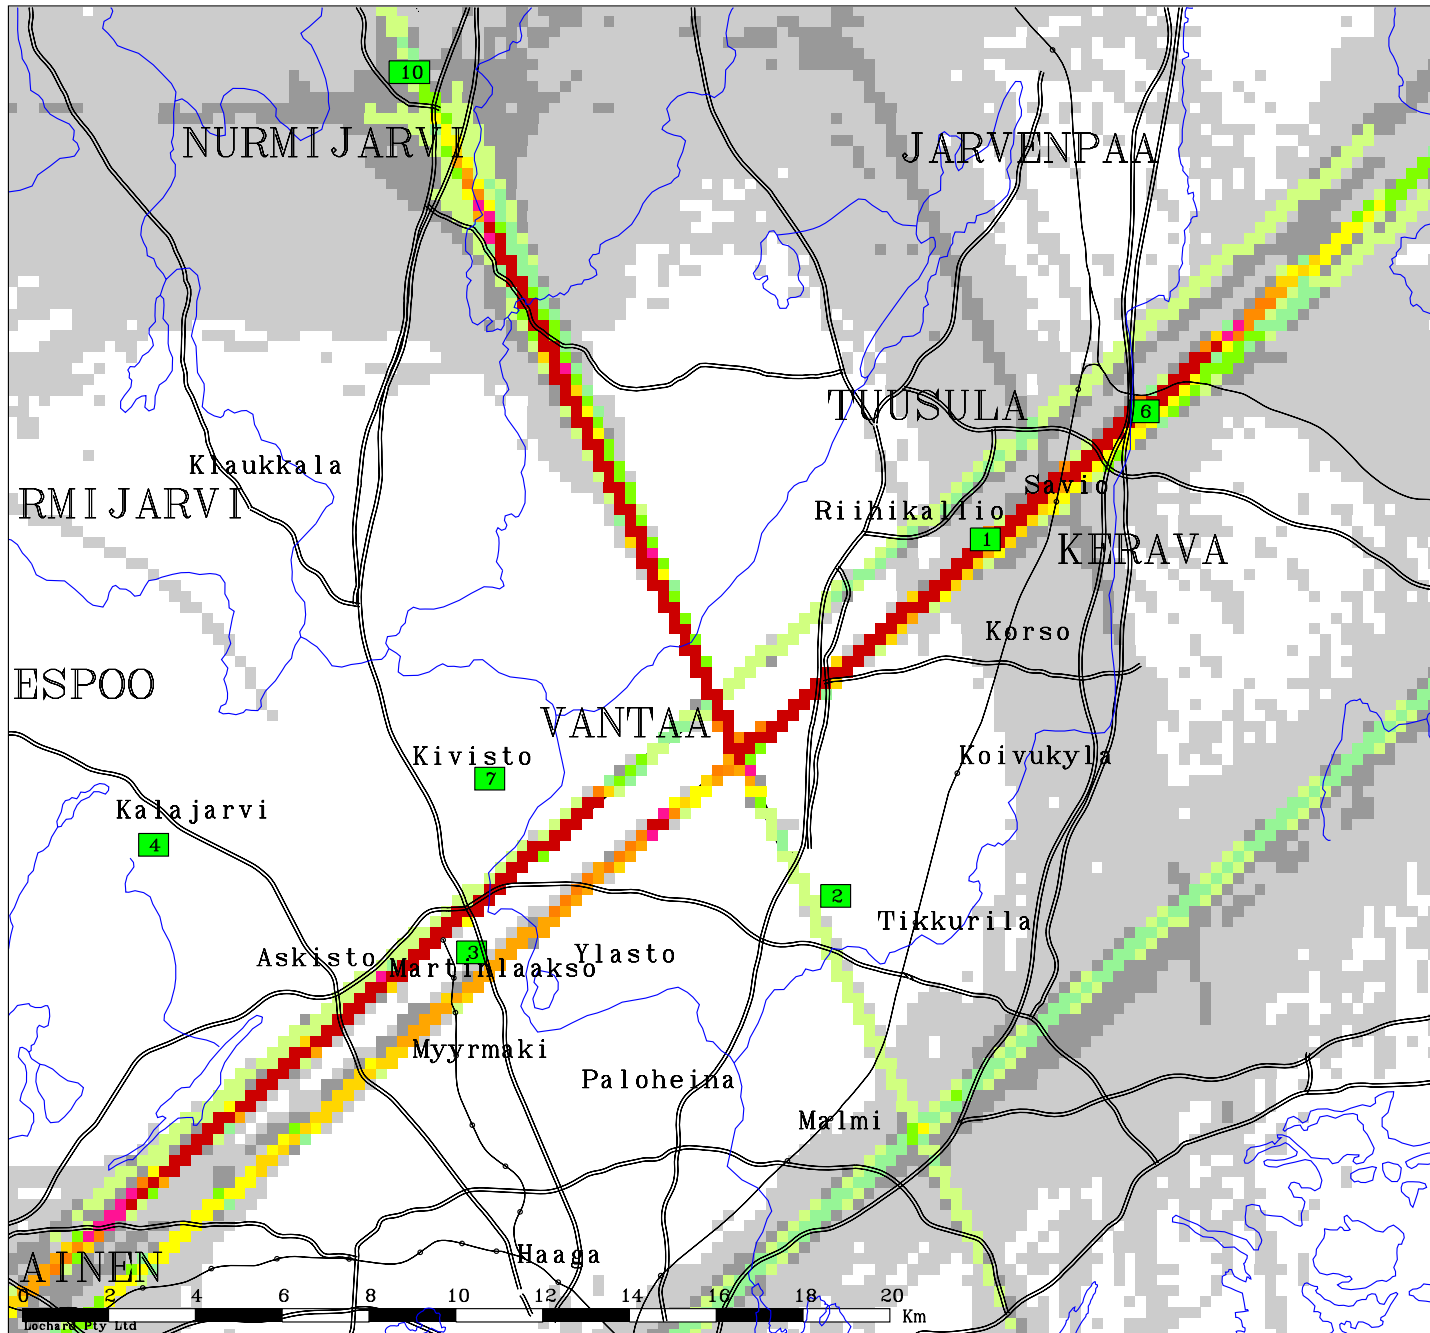 10
NURMIJARVI
JARVENPAA
TUUSULA
6
Klaukkala
RMIJARVI
Savio
Riihikallio
1
KERAVA
Korso
ESPOO
VANTAA
Kivisto
7
Koivukyla
Kalajarvi
4
2
Tikkurila
Askisto
3
Martinlaakso
Ylasto
Myyrmaki
Paloheina
Malmi
Haaga
AINEN
0 2 4 6 8 10 12 14 16 18 20 Km
Lochard Pty Ltd